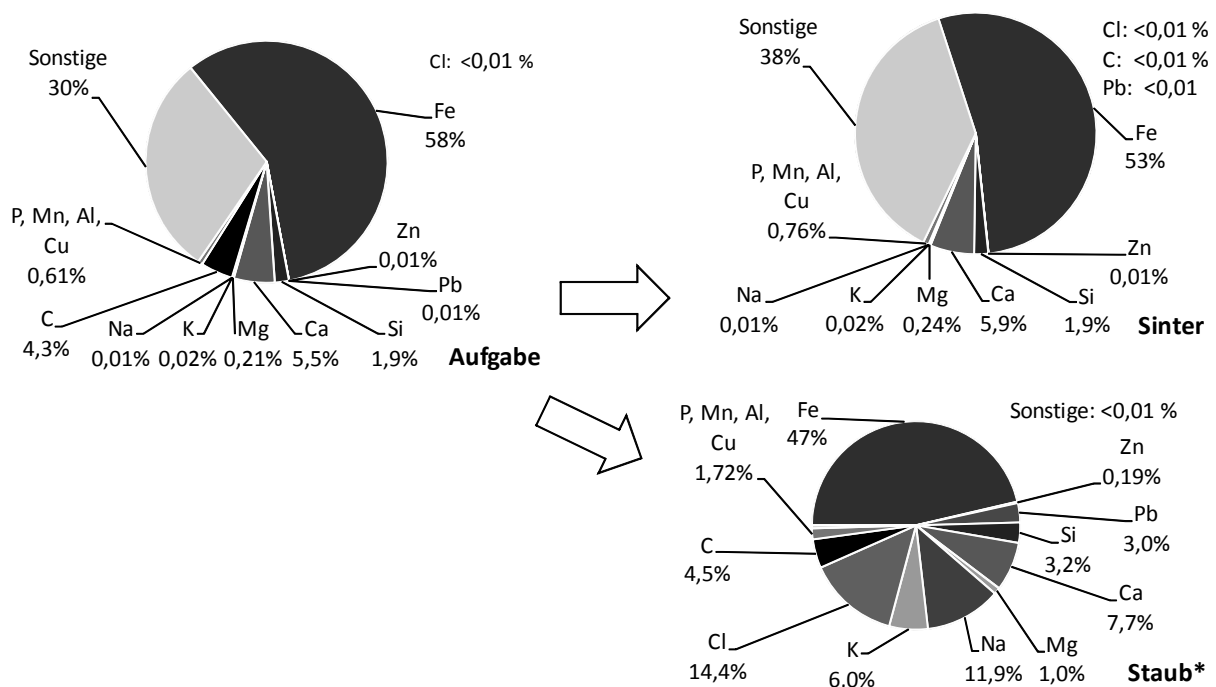 Sonstige
30%
Cl: <0,01 %
Fe
58%
P, Mn, Al,
Cu
0,61%
C
4,3%
Na
0,01%
K
0,02%
Mg
0,21%
Ca
5,5%
Si
1,9%
Zn
0,01%
Pb
0,01%
Aufgabe
Sonstige
38%
Cl: <0,01 %
C: <0,01 %
Pb: <0,01
Fe
53%
P, Mn, Al,
Cu
0,76%
Na
0,01%
K
0,02%
Mg
0,24%
Ca
5,9%
Si
1,9%
Zn
0,01%
Sinter
P, Mn, Al,
Cu
1,72%
Fe
47%
Sonstige: <0,01 %
Zn
0,19%
Pb
3,0%
Si
3,2%
Ca
7,7%
Mg
1,0%
Na
11,9%
K
6,0%
Cl
14,4%
C
4,5%
Staub*